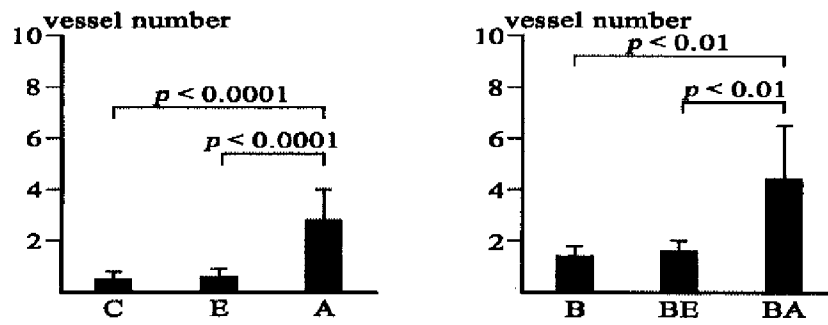 vessel number
10
8
6
4
2
p < 0.0001
p < 0.0001
C E A
vessel number
10
8
6
4
2
p < 0.01
p < 0.01
B BE BA